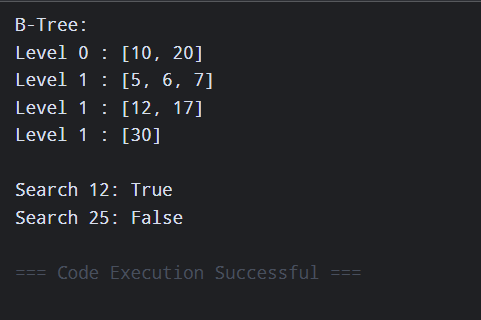 B-Tree:
Level 0 : [10, 20]
Level 1 : [5, 6, 7]
Level 1 : [12, 17]
Level 1 : [30]
Search 12: True
Search 25: False
=== Code Execution Successful ===